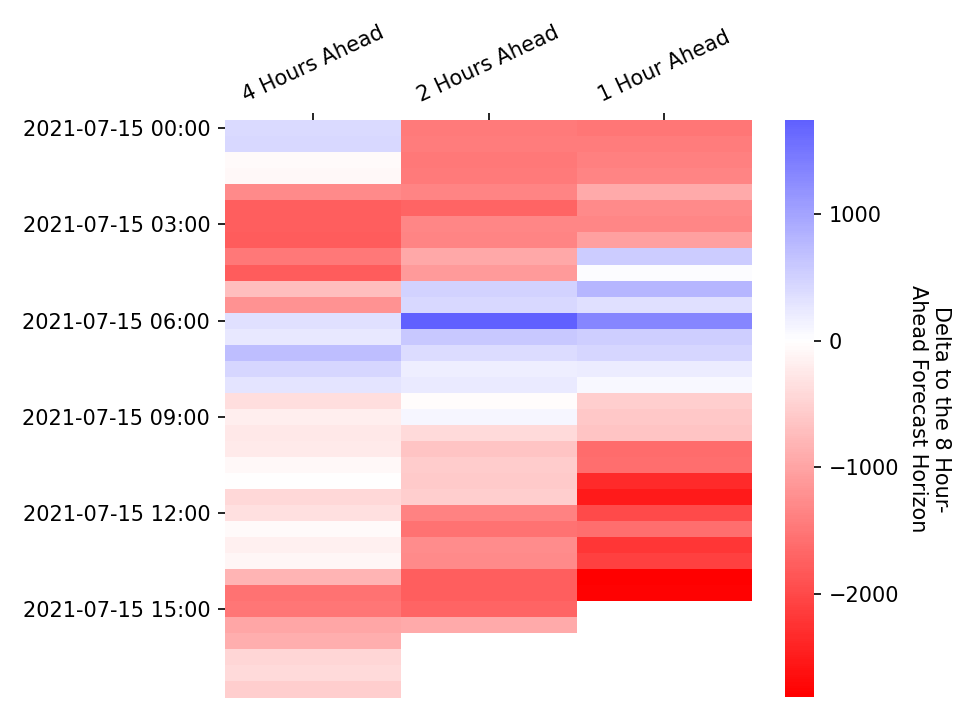 4 Hours Ahead
2 Hours Ahead
1 Hour Ahead
2021-07-15 00:00
2021-07-15 03:00
2021-07-15 06:00
2021-07-15 09:00
2021-07-15 12:00
2021-07-15 15:00
1000
0
−1000
−2000
Delta to the 8 Hour-
Ahead Forecast Horizon